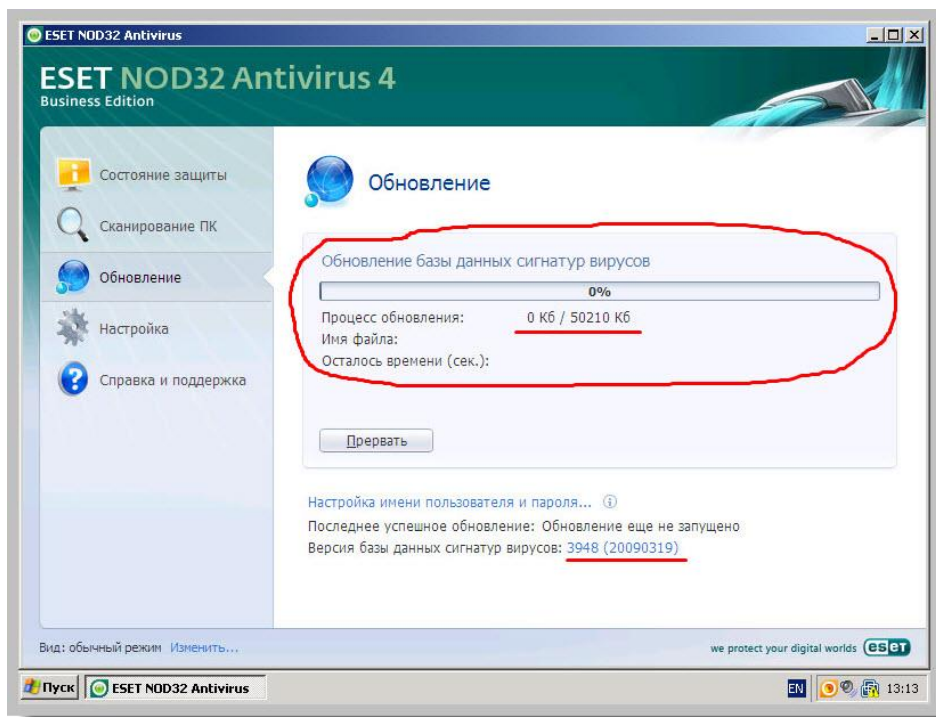 ESET NOD32 Antivirus
ESET NOD32 Antivirus 4
Business Edition
Состояние защиты
Сканирование ПК
Обновление
Настройка
Справка и поддержка
Обновление
Обновление базы данных сигнатур вирусов
0%
Процесс обновления: 0 Кб / 50210 Кб
Имя файла:
Осталось времени (сек.):
Прервать
Настройка имени пользователя и пароля...
Последнее успешное обновление: Обновление еще не запущено
Версия базы данных сигнатур вирусов: 3948 (20090319)
Вид: обычный режим Изменить...
we protect your digital worlds eseT
Пуск ESET NOD32 Antivirus EN 13:13